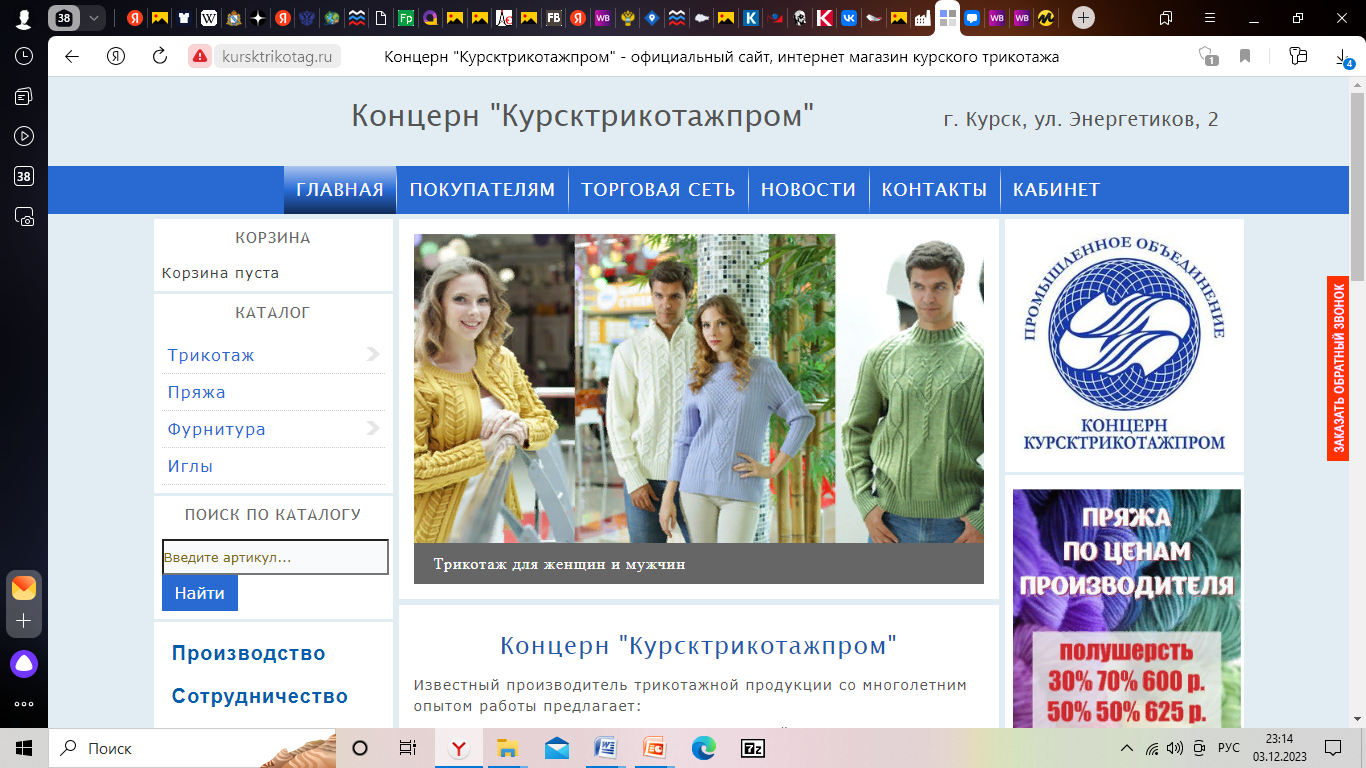 38
kursktrikotag.ru
Концерн "Курсктрикотажпром" - официальный сайт, интернет магазин курского трикотажа
1
4
38
Концерн "Курсктрикотажпром"
г. Курск, ул. Энергетиков, 2
ГЛАВНАЯ
ПОКУПАТЕЛЯМ
ТОРГОВАЯ СЕТЬ
НОВОСТИ
КОНТАКТЫ
КАБИНЕТ
КОРЗИНА
Корзина пуста
КАТАЛОГ
Трикотаж
Пряжа
Фурнитура
Иглы
ПОИСК ПО КАТАЛОГУ
Введите артикул...
Найти
Производство
Сотрудничество
Трикотаж для женщин и мужчин
Концерн "Курсктрикотажпром"
Известный производитель трикотажной продукции со многолетним
опытом работы предлагает:
ПРОМЫШЛЕННОЕ ОБЪЕДИНЕНИЕ
КОНЦЕРН
КУРСКТРИКОТАЖПРОМ
ПРЯЖА
ПО ЦЕНАМ
ПРОИЗВОДИТЕЛЯ
полушерсть
30% 70% 600 р.
50% 50% 625 р.
ЗАКАЗАТЬ ОБРАТНЫЙ ЗВОНОК
Поиск
РУС
23:14
03.12.2023